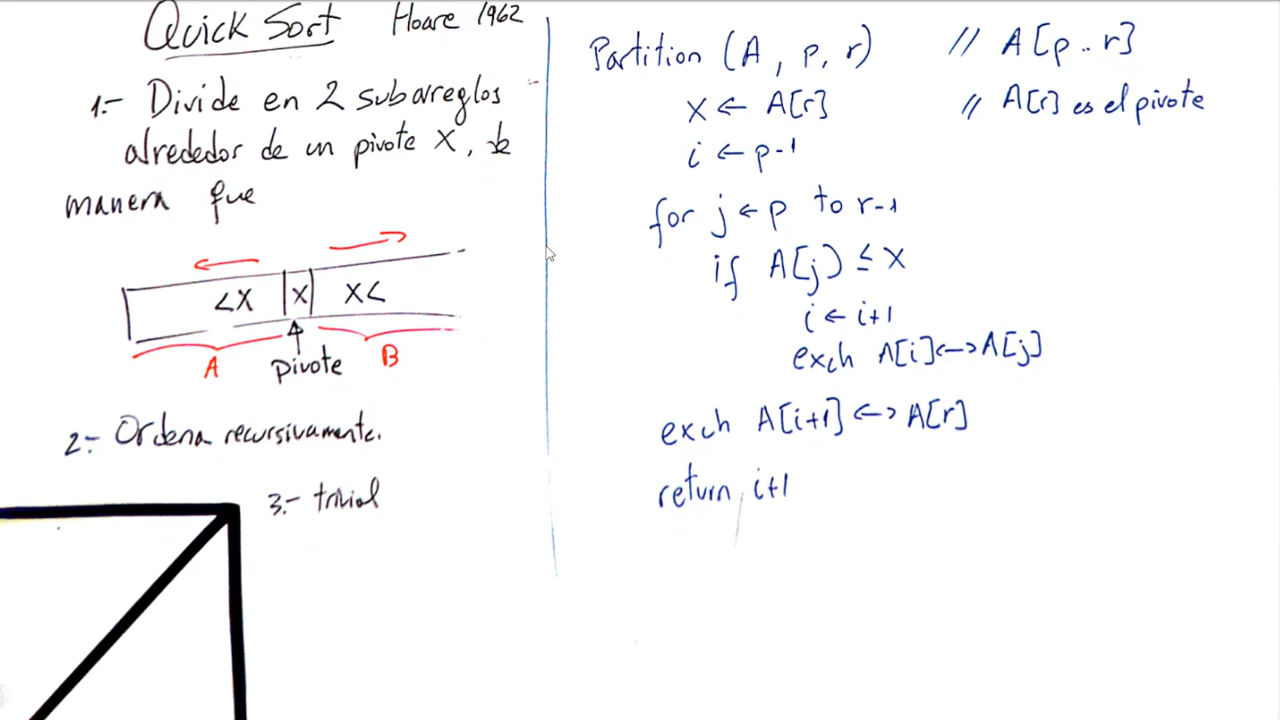 Quick Sort Hoare 1962
1.- Divide en 2 subareglos
alrededor de un pivote X, de
manera que
<X X X<
A pivote B
2.- Ordena recursivamente.
3.- trivial
Partition (A, p, r) // A[p..r]
x ← A[r] // A[r] es el pivote
i ← p-1
for j ← p to r-1
if A[j] ≤ X
i ← i+1
exch A[i] ↔ A[j]
exch A[i+1] ↔ A[r]
return i+1